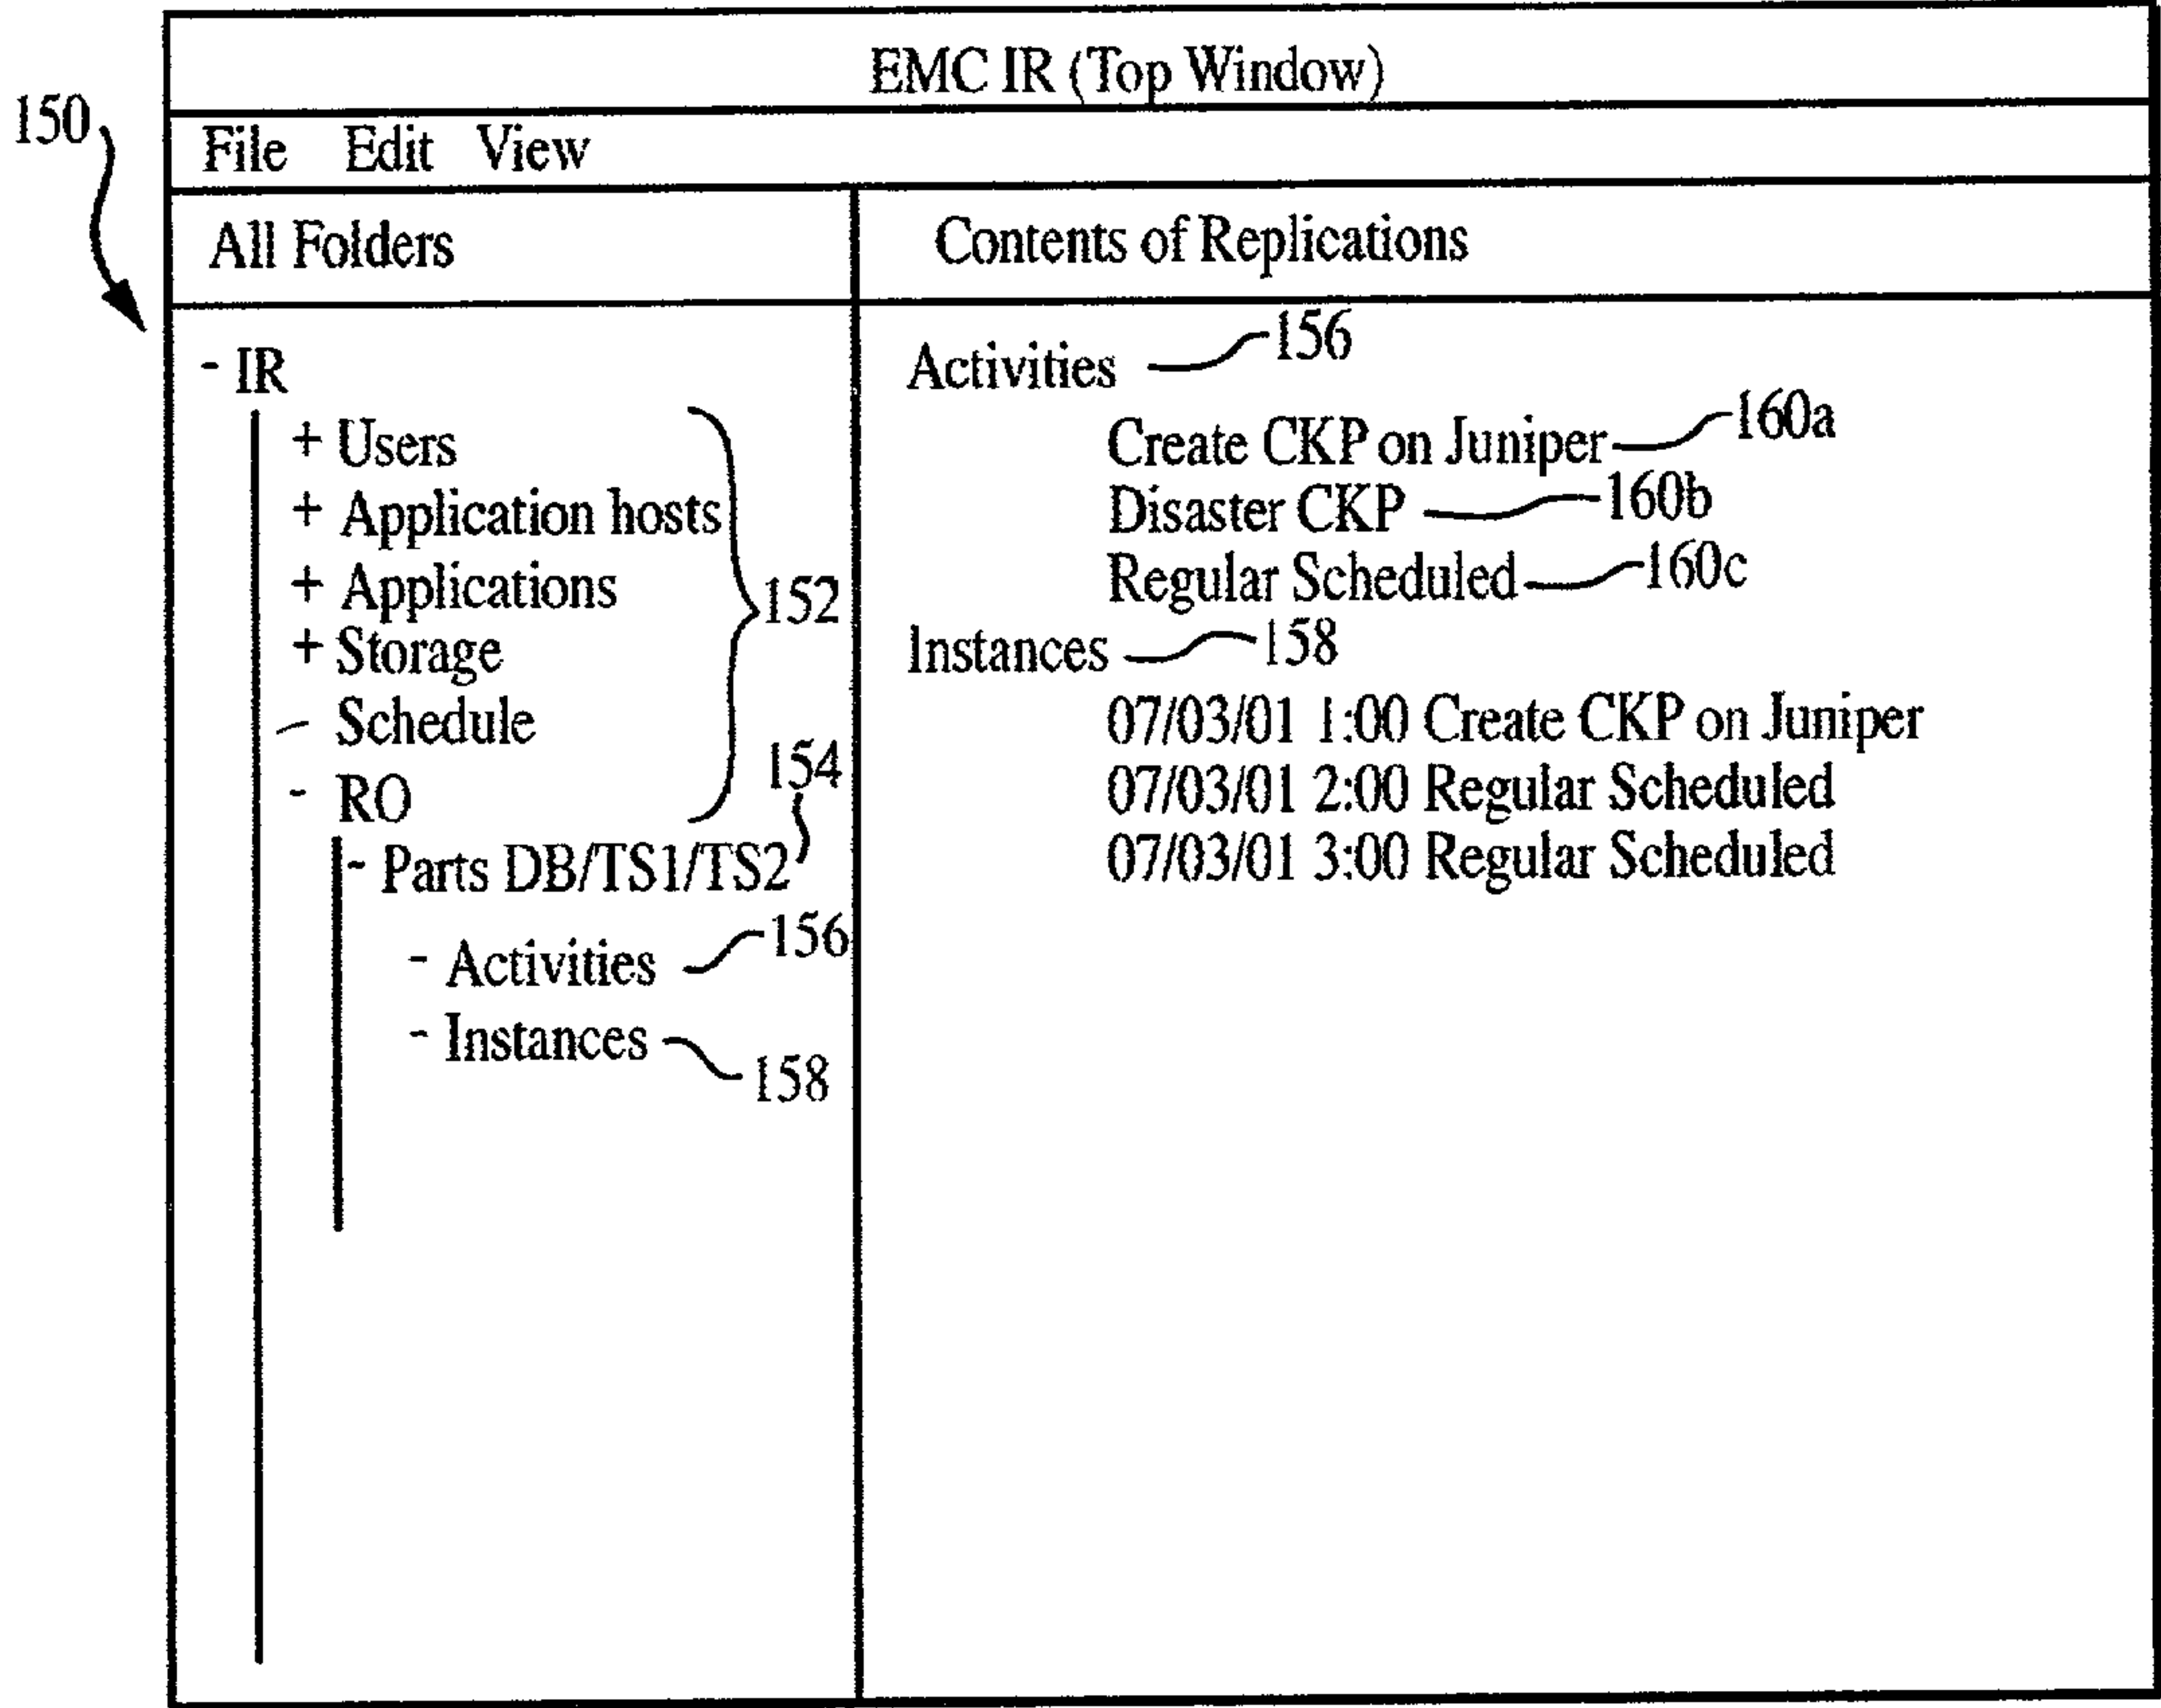 EMC IR (Top Window)
150
File Edit View
All Folders
Contents of Replications
- IR
+ Users
+ Application hosts
+ Applications
+ Storage
- Schedule
- RO
152
154
- Parts DB/TS1/TS2
- Activities 156
- Instances 158
Activities 156
Create CKP on Juniper 160a
Disaster CKP 160b
Regular Scheduled 160c
Instances 158
07/03/01 1:00 Create CKP on Juniper
07/03/01 2:00 Regular Scheduled
07/03/01 3:00 Regular Scheduled